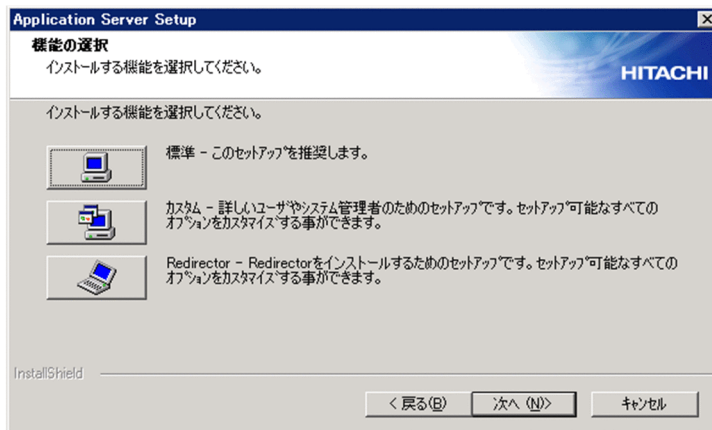 Application Server Setup
機能の選択
インストールする機能を選択してください。
HITACHI
インストールする機能を選択してください。
標準 - このセットアップを推奨します。
カスタム - 詳しいユーザやシステム管理者のためのセットアップです。セットアップ可能なすべての
オプションをカスタマイズする事ができます。
Redirector - Redirectorをインストールするためのセットアップです。セットアップ可能なすべての
オプションをカスタマイズする事ができます。
InstallShield
< 戻る(B)
次へ (N)>
キャンセル